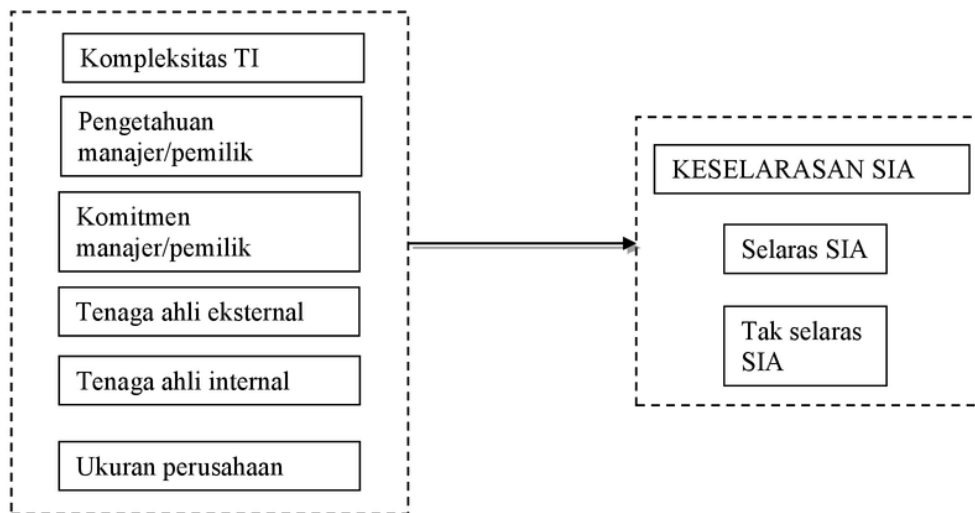 Kompleksitas TI
Pengetahuan
manajer/pemilik
Komitmen
manajer/pemilik
Tenaga ahli eksternal
Tenaga ahli internal
Ukuran perusahaan
KESELARASAN SIA
Selaras SIA
Tak selaras
SIA